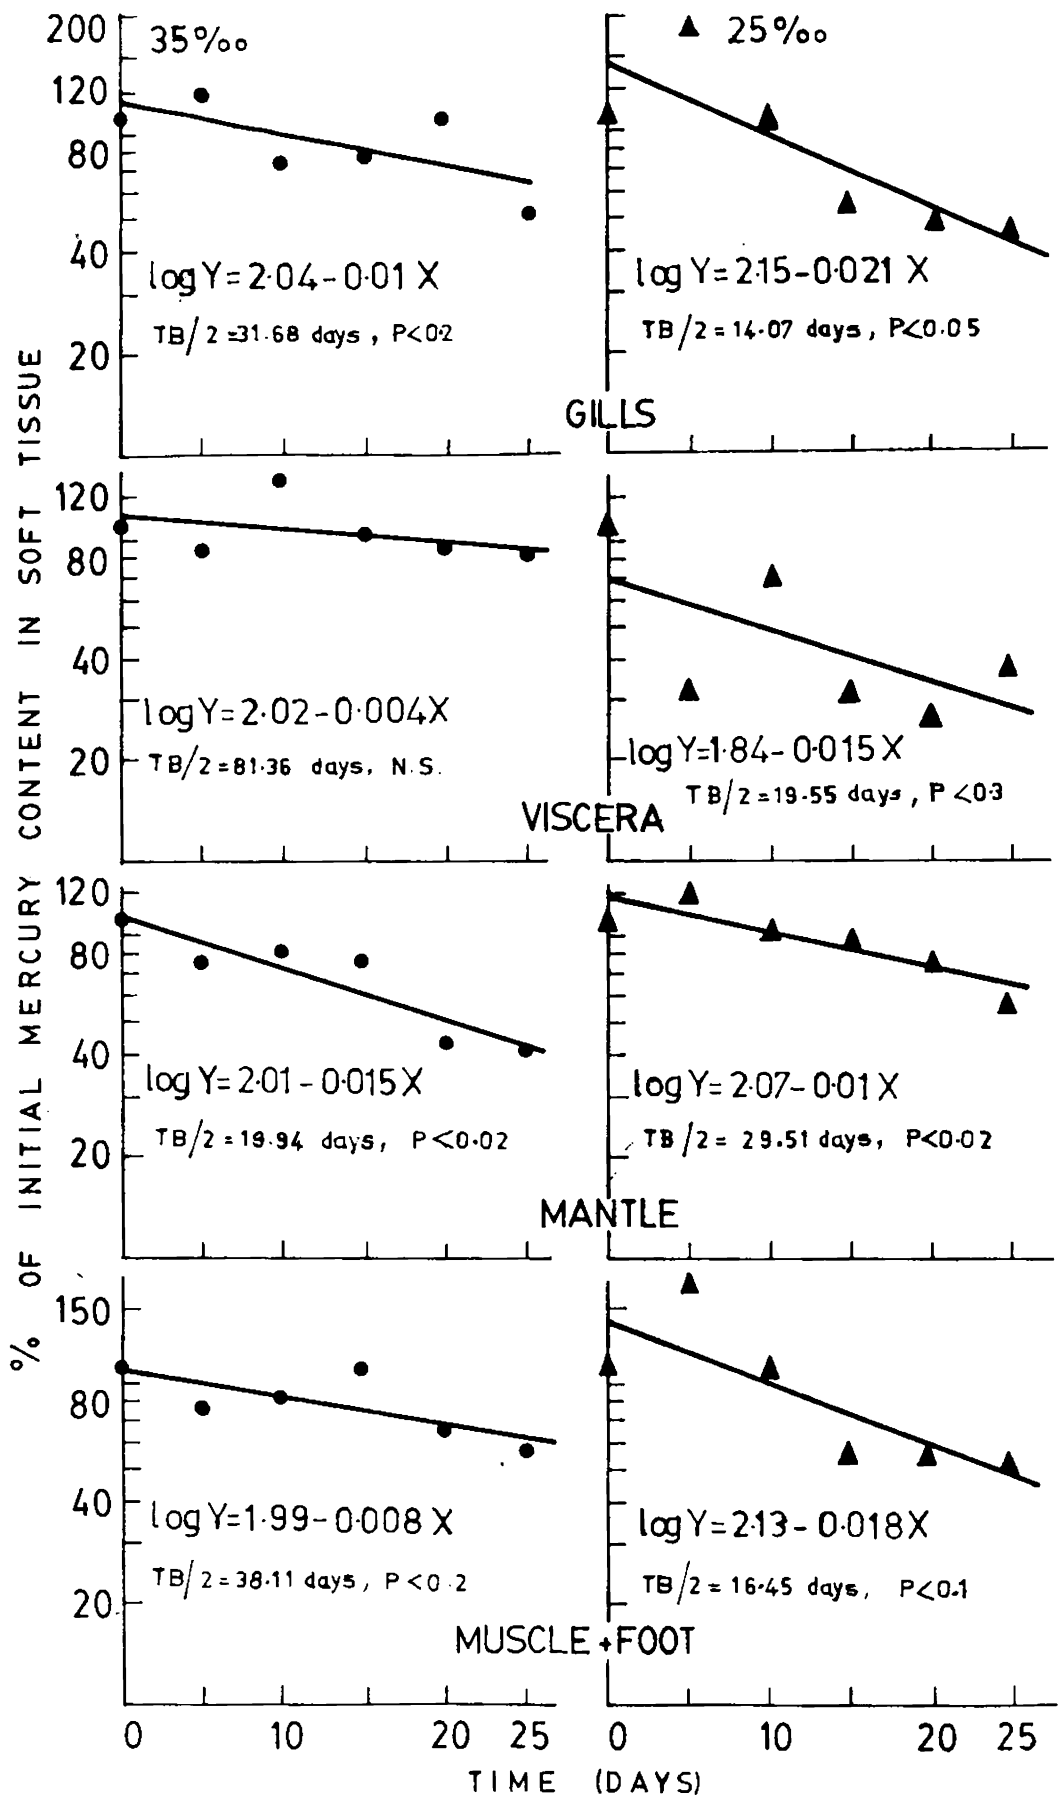 % OF INITIAL MERCURY CONTENT IN SOFT TISSUE
200
120
80
40
20
35‰
log Y=2·04-0·01 X
TB/2 =31.68 days, P<0·2
▲ 25‰
log Y=2·15-0·021 X
TB/2 = 14·07 days, P<0·05
GILLS
120
80
40
20
log Y=2·02-0·004X
TB/2=81·36 days, N.S.
log Y=1·84-0·015X
TB/2=19·55 days, P<0·3
VISCERA
120
80
40
20
log Y=2·01-0·015X
TB/2=19.94 days, P<0·02
log Y=2·07-0·01X
TB/2= 29.51 days, P<0·02
MANTLE
150
80
40
20
log Y=1·99-0·008 X
TB/2=38·11 days, P<0·2
log Y=2·13-0·018X
TB/2= 16·45 days, P<0·1
MUSCLE+FOOT
0 10 20 25 0 10 20 25
TIME (DAYS)